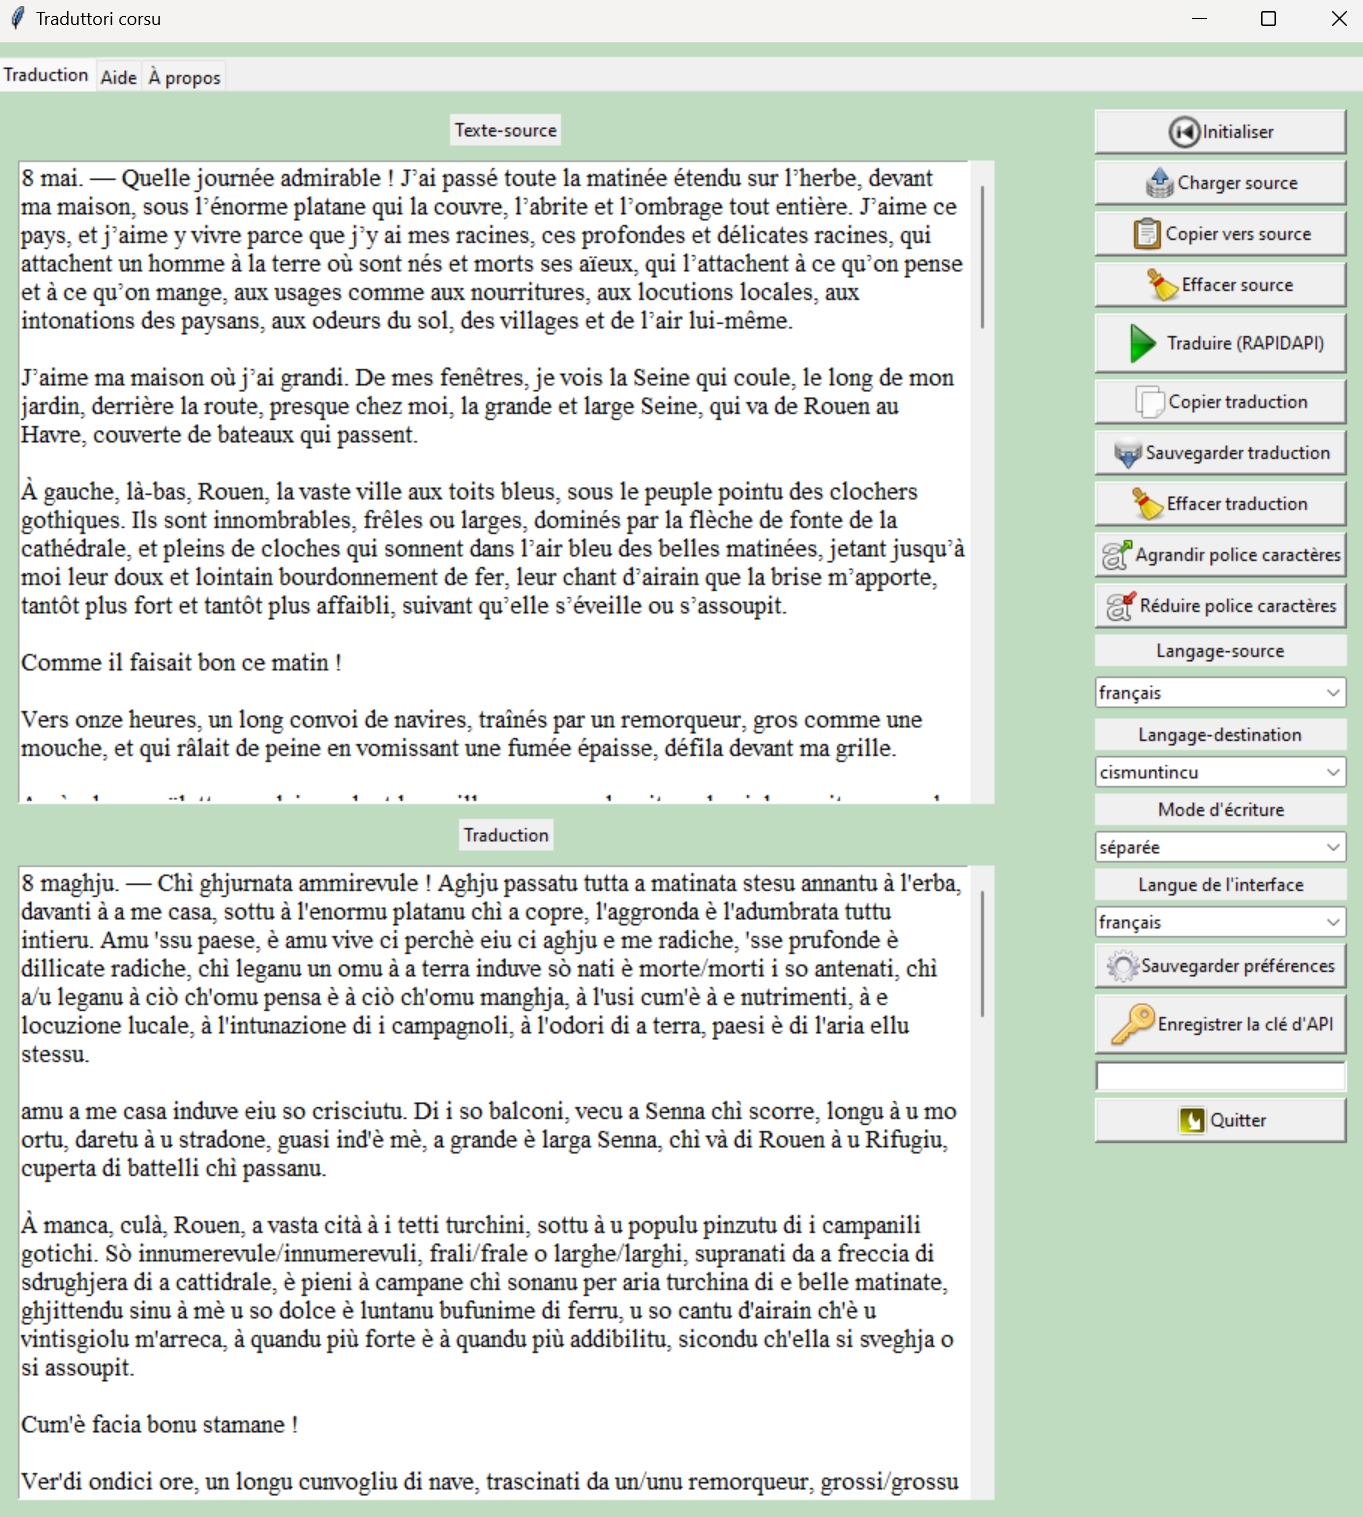 Traduttori corsu
Traduction Aide À propos
Texte-source
8 mai. — Quelle journée admirable ! J’ai passé toute la matinée étendu sur l’herbe, devant
ma maison, sous l’énorme platane qui la couvre, l’abrite et l’ombrage tout entière. J’aime ce
pays, et j’aime y vivre parce que j’y ai mes racines, ces profondes et délicates racines, qui
attachent un homme à la terre où sont nés et morts ses aïeux, qui l’attachent à ce qu’on pense
et à ce qu’on mange, aux usages comme aux nourritures, aux locutions locales, aux
intonations des paysans, aux odeurs du sol, des villages et de l’air lui-même.
J’aime ma maison où j’ai grandi. De mes fenêtres, je vois la Seine qui coule, le long de mon
jardin, derrière la route, presque chez moi, la grande et large Seine, qui va de Rouen au
Havre, couverte de bateaux qui passent.
À gauche, là-bas, Rouen, la vaste ville aux toits bleus, sous le peuple pointu des clochers
gothiques. Ils sont innombrables, frêles ou larges, dominés par la flèche de fonte de la
cathédrale, et pleins de cloches qui sonnent dans l’air bleu des belles matinées, jetant jusqu’à
moi leur doux et lointain bourdonnement de fer, leur chant d’airain que la brise m’apporte,
tantôt plus fort et tantôt plus affaibli, suivant qu’elle s’éveille ou s’assoupit.
Comme il faisait bon ce matin !
Vers onze heures, un long convoi de navires, traînés par un remorqueur, gros comme une
mouche, et qui râlait de peine en vomissant une fumée épaisse, défila devant ma grille.
Traduction
8 maghju. — Chì ghjurnata ammirevule ! Aghju passatu tutta a matinata stesu annantu à l'erba,
davanti à a me casa, sottu à l'enormu platanu chì a copre, l'aggronda è l'adumbrata tuttu
intieru. Amu 'ssu paese, è amu vive ci perchè eiu ci aghju e me radiche, 'sse prufonde è
dillicate radiche, chì leganu un omu à a terra induve sò nati è morte/morti i so antenati, chì
a/u leganu à ciò ch'omu pensa è à ciò ch'omu manghja, à l'usi cum'è à e nutrimenti, à e
locuzione lucale, à l'intunazione di i campagnoli, à l'odori di a terra, paesi è di l'aria ellu
stessu.
amu a me casa induve eiu so crisciutu. Di i so balconi, vecu a Senna chì scorre, longu à u mo
ortu, daretu à u stradone, guasi ind'è mè, a grande è larga Senna, chì và di Rouen à u Rifugiu,
cuperta di battelli chì passanu.
À manca, culà, Rouen, a vasta cità à i tetti turchini, sottu à u populu pinzutu di i campanili
gotichi. Sò innumerevule/innumerevuli, frali/frale o larghe/larghi, supranati da a freccia di
sdrughjera di a cattidrale, è pieni à campane chì sonanu per aria turchina di e belle matinate,
ghjittendu sinu à mè u so dolce è luntanu bufunime di ferru, u so cantu d'airain ch'è u
vintisgiolu m'arreca, à quandu più forte è à quandu più addibilitu, sicondu ch'ella si sveghja o
si assoupit.
Cum'è facia bonu stamane !
Ver'di ondici ore, un longu cunvogliu di nave, trascinati da un/unu remorqueur, grossi/grossu
Initialiser
Charger source
Copier vers source
Effacer source
Traduire (RAPIDAPI)
Copier traduction
Sauvegarder traduction
Effacer traduction
Agrandir police caractères
Réduire police caractères
Langage-source
français
Langage-destination
cismuntincu
Mode d'écriture
séparée
Langue de l'interface
français
Sauvegarder préférences
Enregistrer la clé d'API
Quitter